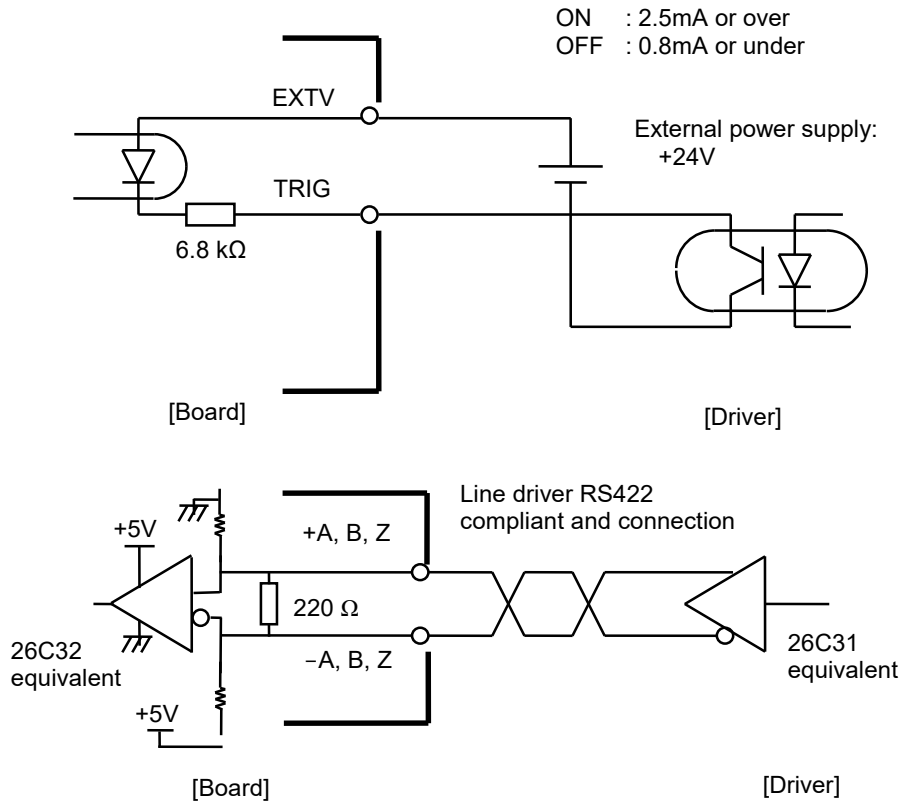 ON : 2.5mA or over
OFF : 0.8mA or under
EXTV
External power supply:
+24V
TRIG
6.8 kΩ
[Board]
[Driver]
Line driver RS422
compliant and connection
+A, B, Z
+5V
220 Ω
26C32
equivalent
−A, B, Z
26C31
equivalent
+5V
[Board]
[Driver]